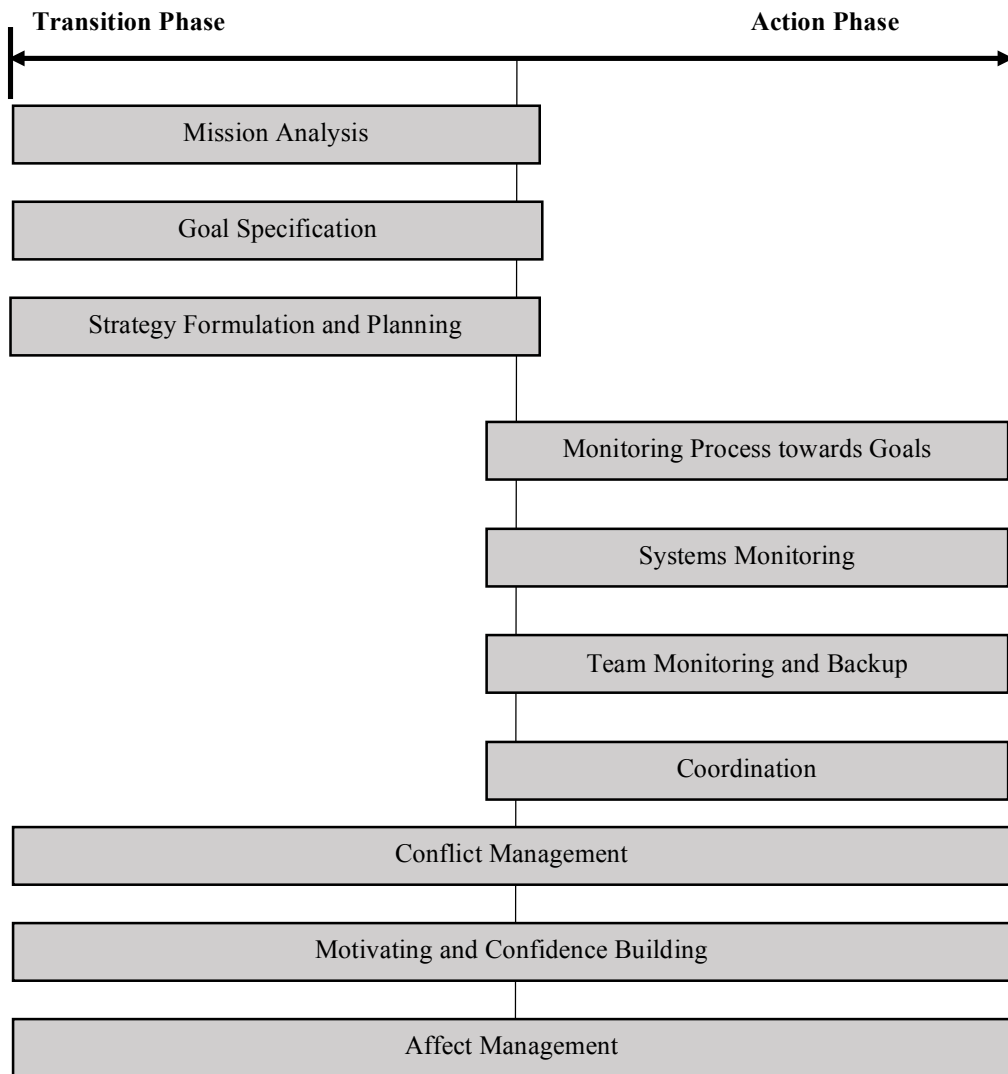 Transition Phase
Action Phase
Mission Analysis
Goal Specification
Strategy Formulation and Planning
Monitoring Process towards Goals
Systems Monitoring
Team Monitoring and Backup
Coordination
Conflict Management
Motivating and Confidence Building
Affect Management